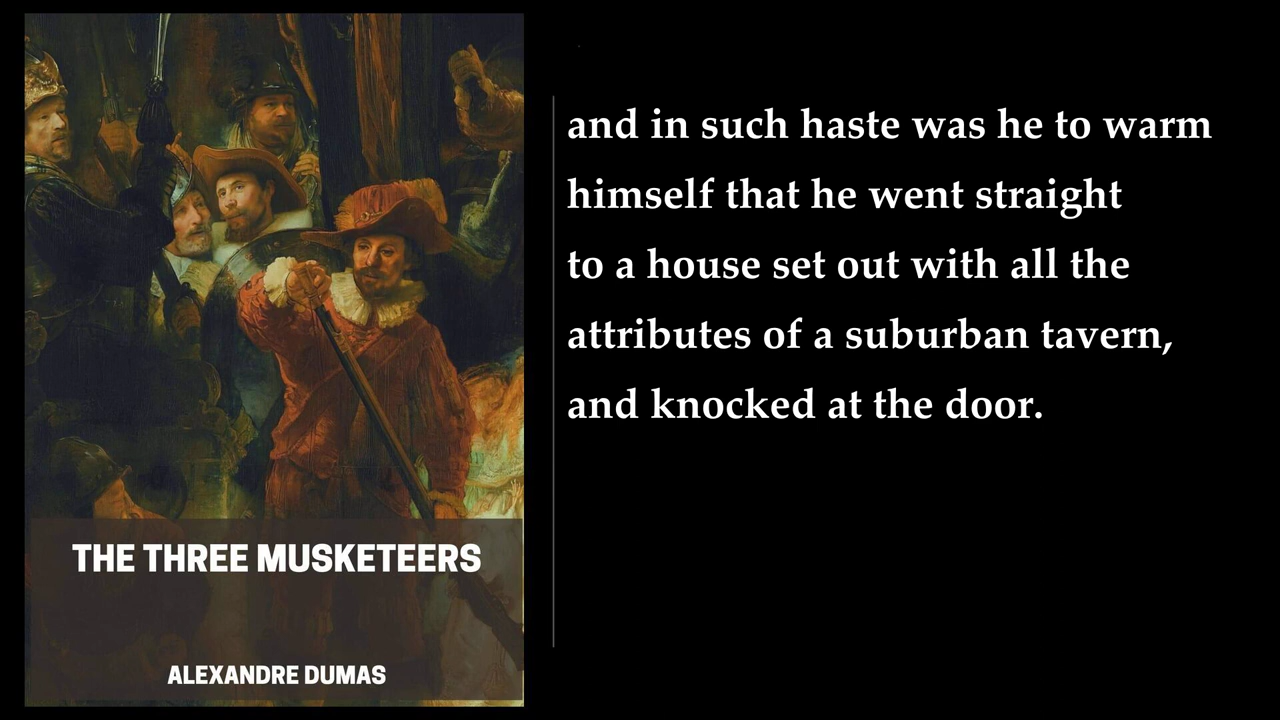 and in such haste was he to warm
himself that he went straight
to a house set out with all the
attributes of a suburban tavern,
and knocked at the door.
THE THREE MUSKETEERS
ALEXANDRE DUMAS